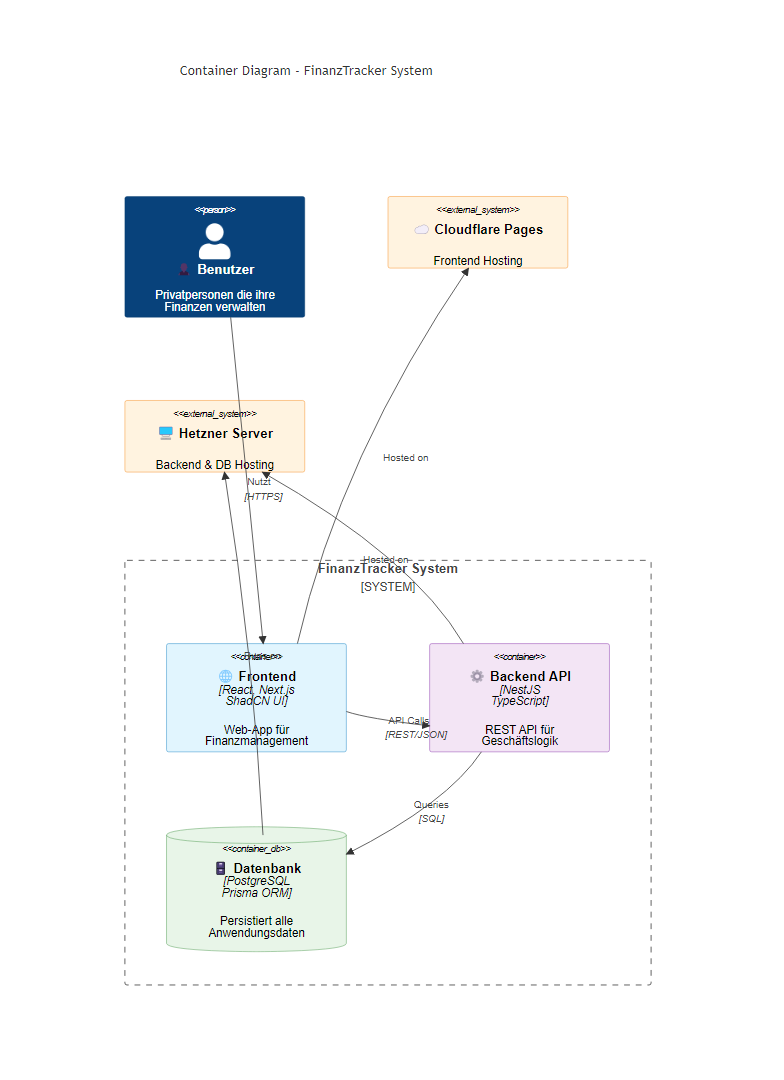 Container Diagram - FinanzTracker System
<<person>>
Benutzer
Privatpersonen die ihre
Finanzen verwalten
<<external_system>>
Cloudflare Pages
Frontend Hosting
<<external_system>>
Hetzner Server
Backend & DB Hosting
Hosted on
Nutzt
[HTTPS]
Hosted on
FinanzTracker System
[SYSTEM]
<<container>>
Frontend
[React, Next.js
ShadCN UI]
Web-App für
Finanzmanagement
<<container>>
Backend API
[NestJS
TypeScript]
REST API für
Geschäftslogik
API Calls
[REST/JSON]
Queries
[SQL]
<<container_db>>
Datenbank
[PostgreSQL
Prisma ORM]
Persistiert alle
Anwendungsdaten